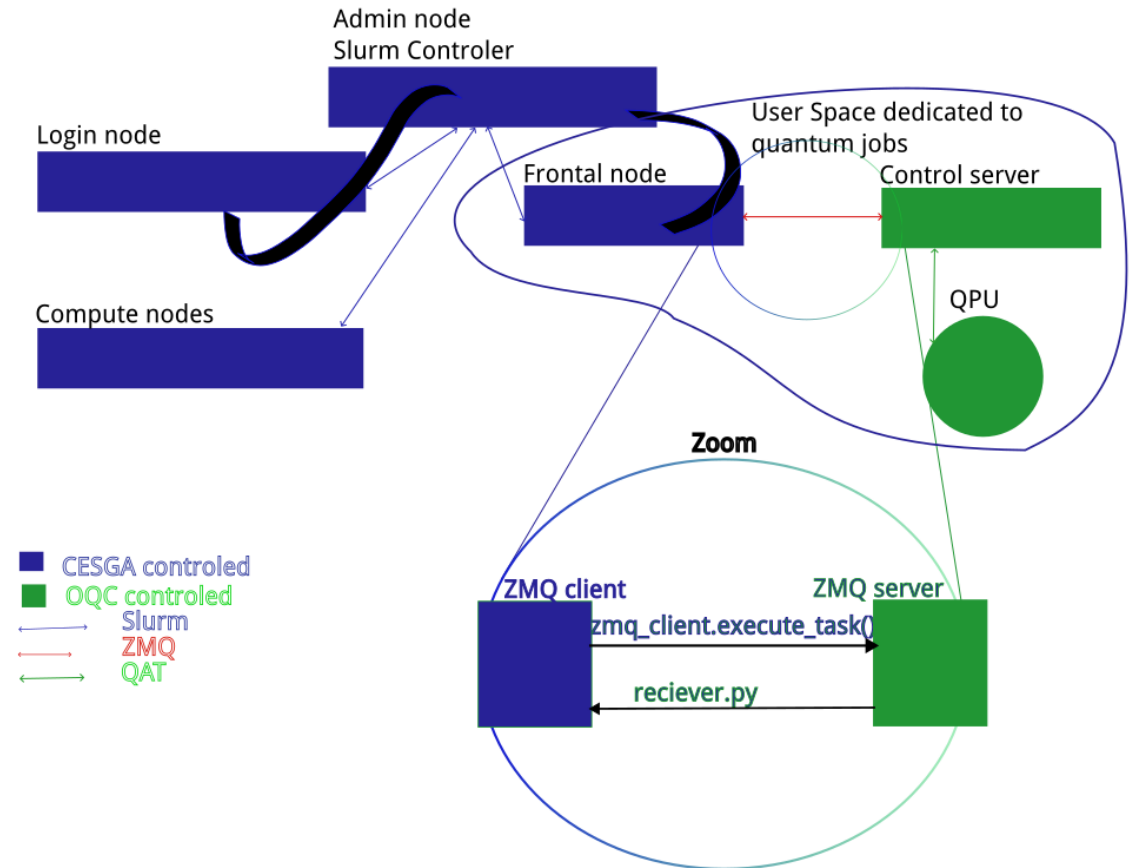 Admin node
Slurm Controler
Login node
User Space dedicated to
quantum jobs
Frontal node
Control server
Compute nodes
QPU
Zoom
CESGA controled
OQC controled
Slurm
ZMQ
QAT
ZMQ client
ZMQ server
zmq_client.execute_task()
reciever.py